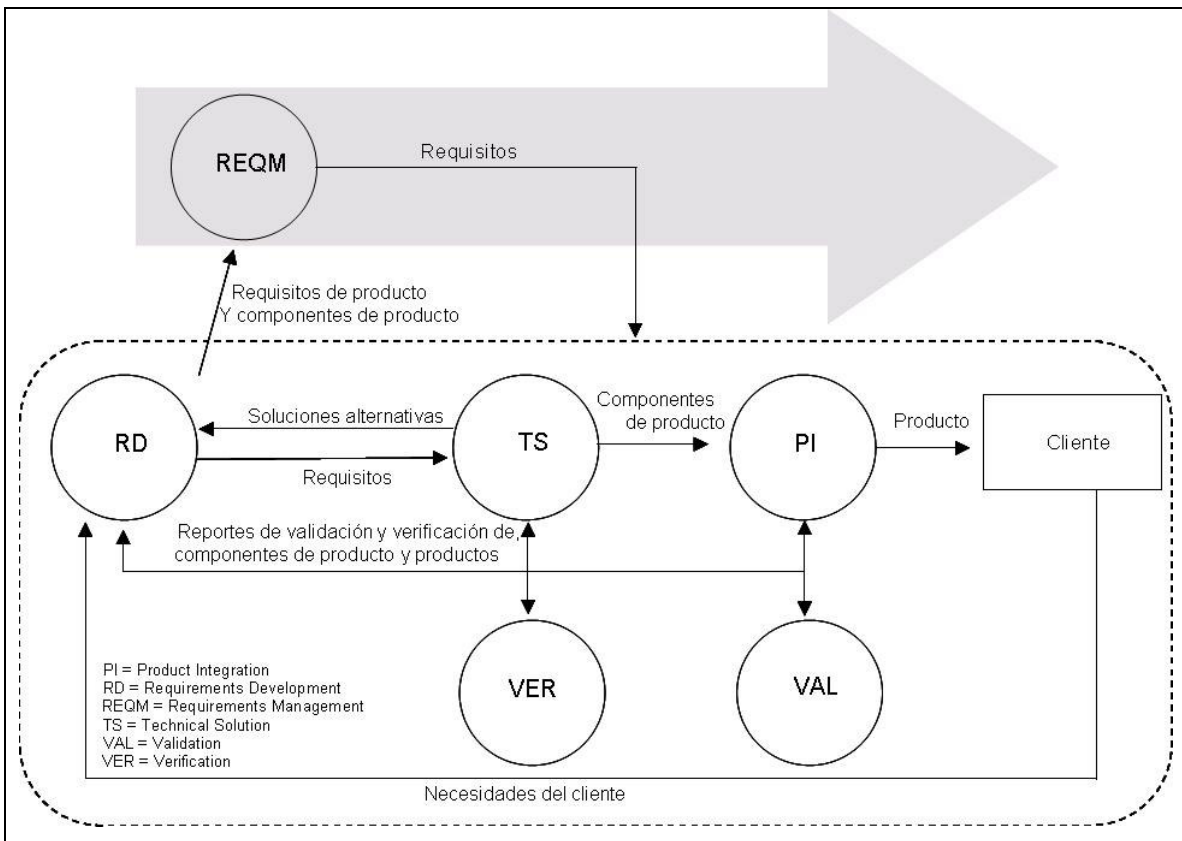 REQM
Requisitos
Requisitos de producto
Y componentes de producto
RD
Soluciones alternativas
Requisitos
TS
Componentes
de producto
PI
Producto
Cliente
Reportes de validación y verificación de,
componentes de producto y productos
VER
VAL
PI = Product Integration
RD = Requirements Development
REQM = Requirements Management
TS = Technical Solution
VAL = Validation
VER = Verification
Necesidades del cliente